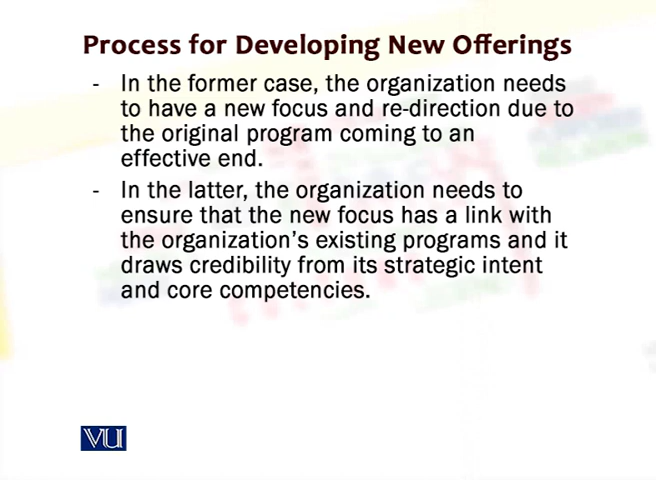 Process for Developing New Offerings
- In the former case, the organization needs
to have a new focus and re-direction due to
the original program coming to an
effective end.
- In the latter, the organization needs to
ensure that the new focus has a link with
the organization's existing programs and it
draws credibility from its strategic intent
and core competencies.
VU